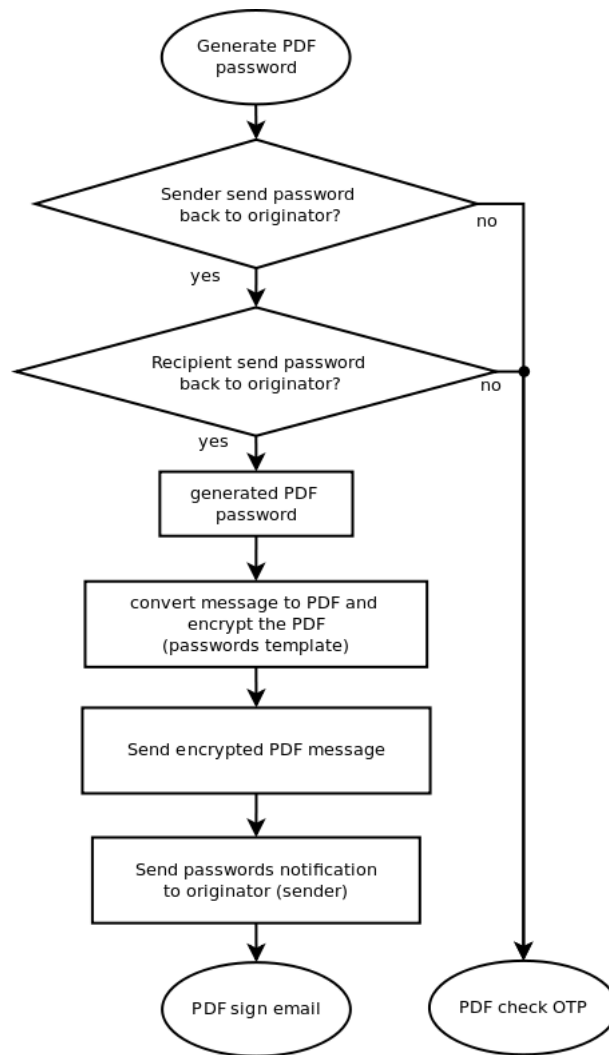 Generate PDF
password
Sender send password
back to originator?
no
yes
Recipient send password
back to originator?
no
yes
generated PDF
password
convert message to PDF and
encrypt the PDF
(passwords template)
Send encrypted PDF message
Send passwords notification
to originator (sender)
PDF sign email
PDF check OTP